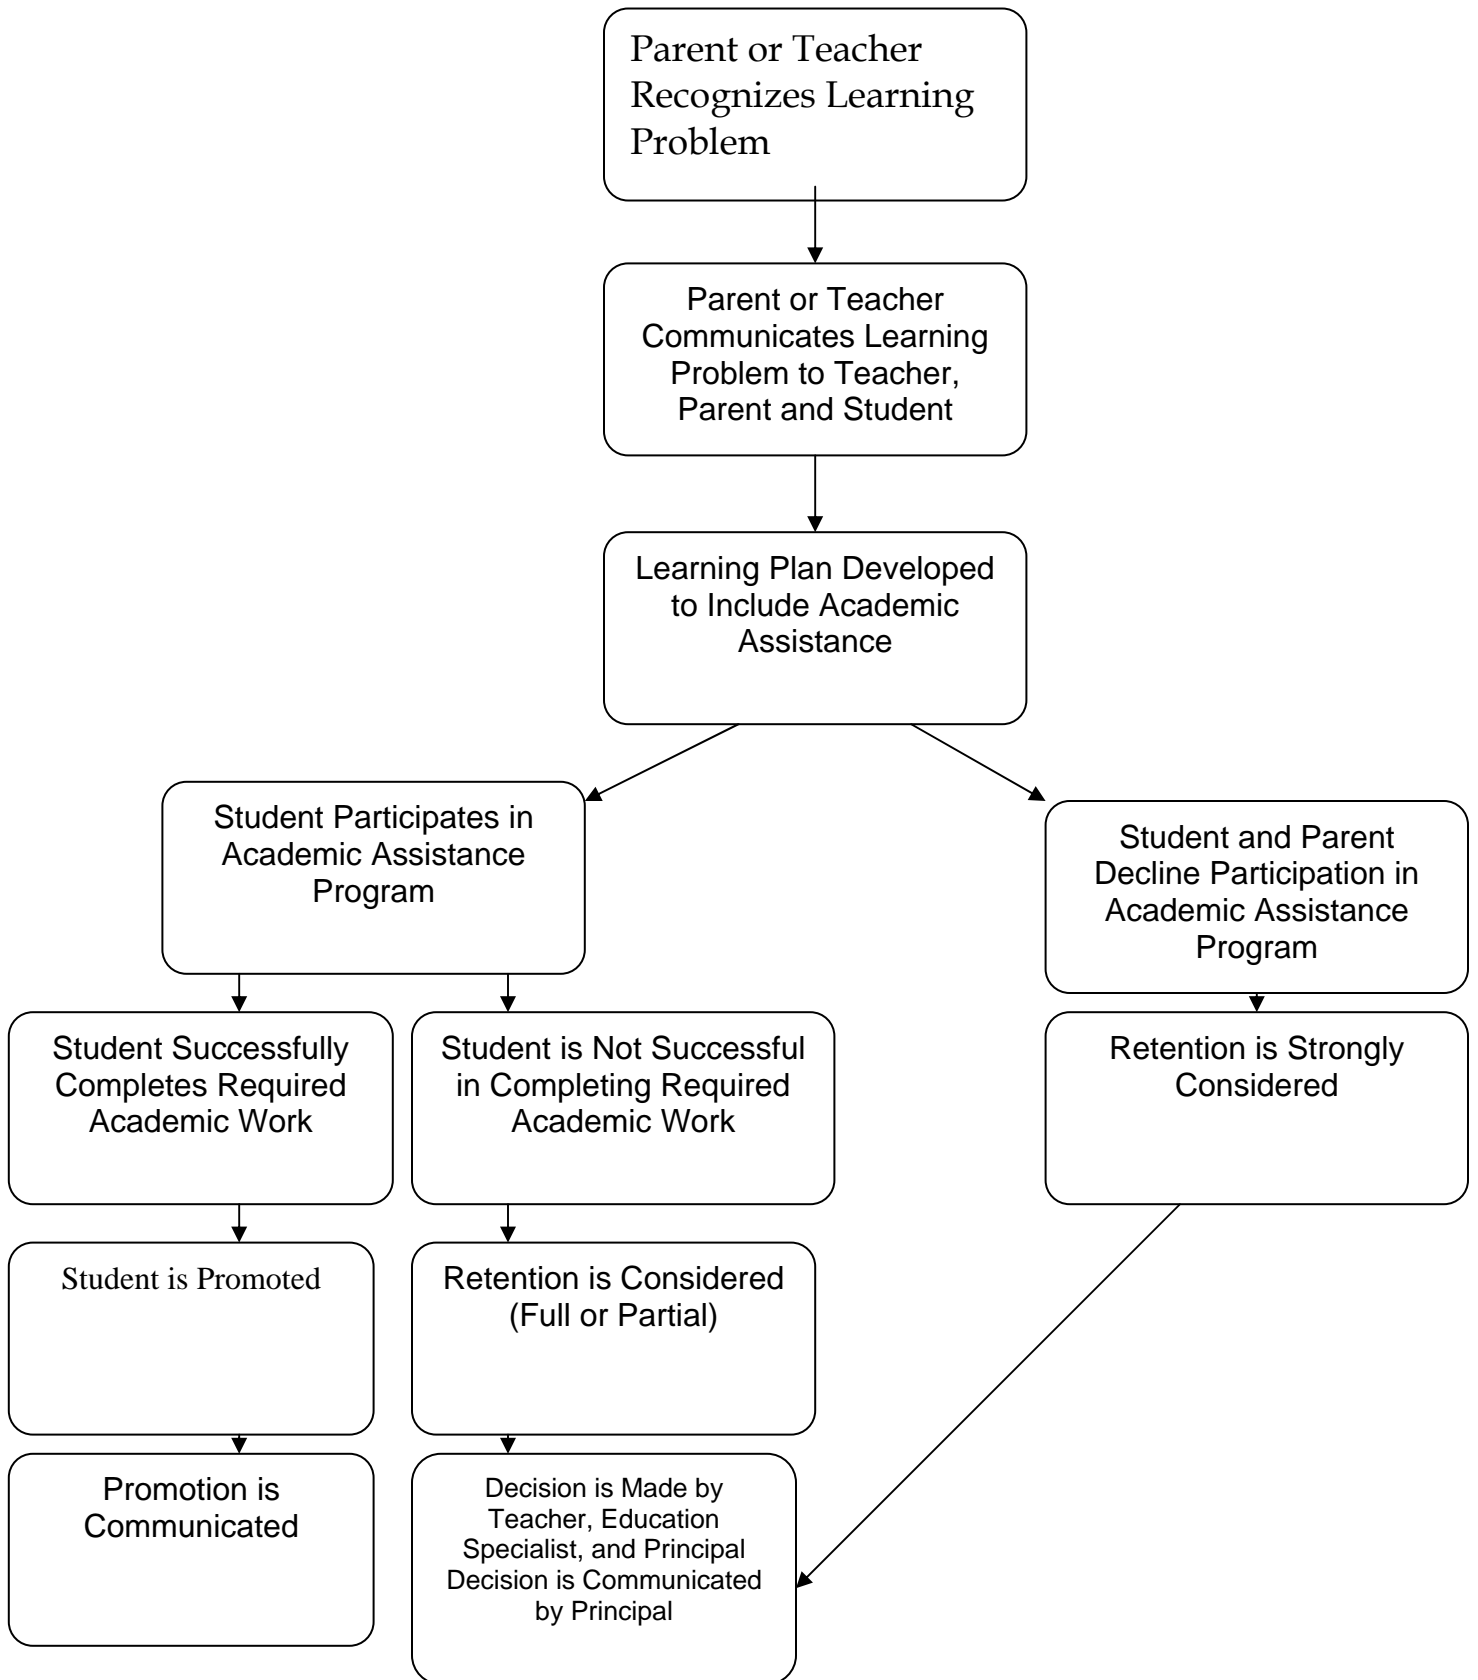 Parent or Teacher
Recognizes Learning
Problem
Parent or Teacher
Communicates Learning
Problem to Teacher,
Parent and Student
Learning Plan Developed
to Include Academic
Assistance
Student Participates in
Academic Assistance
Program
Student and Parent
Decline Participation in
Academic Assistance
Program
Student Successfully
Completes Required
Academic Work
Student is Not Successful
in Completing Required
Academic Work
Retention is Strongly
Considered
Student is Promoted
Retention is Considered
(Full or Partial)
Promotion is
Communicated
Decision is Made by
Teacher, Education
Specialist, and Principal
Decision is Communicated
by Principal